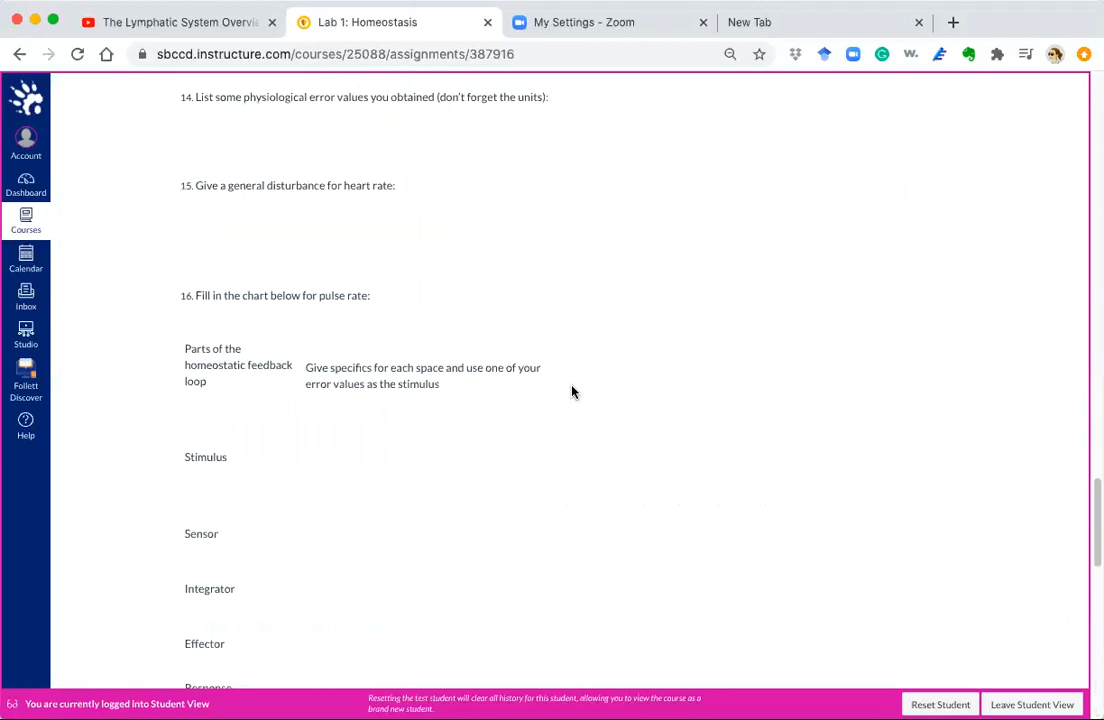 The Lymphatic System Overvie
Lab 1: Homeostasis
My Settings - Zoom
New Tab
sbccd.instructure.com/courses/25088/assignments/387916
14. List some physiological error values you obtained (don't forget the units):
Account
15. Give a general disturbance for heart rate:
Dashboard
Courses
Calendar
16. Fill in the chart below for pulse rate:
Inbox
Studio
Parts of the
homeostatic feedback
loop
Give specifics for each space and use one of your
error values as the stimulus
Follett
Discover
Help
Stimulus
Sensor
Integrator
Effector
Response
You are currently logged into Student View
Resetting the test student will clear all history for this student, allowing you to view the course as a
brand new student.
Reset Student
Leave Student View